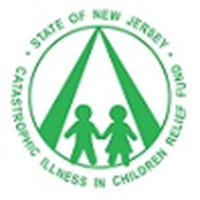 • STATE OF NEW JERSEY •
CATASTROPHIC ILLNESS IN CHILDREN RELIEF FUND